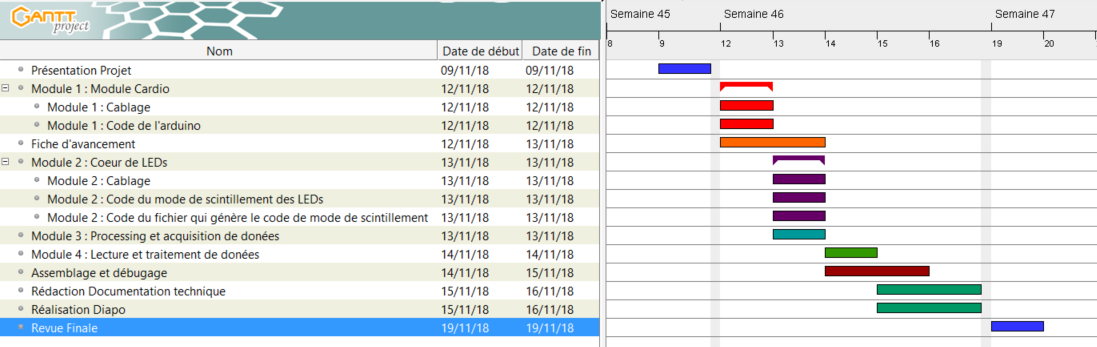 GANTT
project
Semaine 45
Semaine 46
Semaine 47
8 9 12 13 14 15 16 19 20
Nom Date de début Date de fin
Présentation Projet 09/11/18 09/11/18
Module 1 : Module Cardio 12/11/18 12/11/18
Module 1 : Cablage 12/11/18 12/11/18
Module 1 : Code de l'arduino 12/11/18 12/11/18
Fiche d'avancement 12/11/18 13/11/18
Module 2 : Coeur de LEDs 13/11/18 13/11/18
Module 2 : Cablage 13/11/18 13/11/18
Module 2 : Code du mode de scintillement des LEDs 13/11/18 13/11/18
Module 2 : Code du fichier qui génère le code de mode de scintillement 13/11/18 13/11/18
Module 3 : Processing et acquisition de donées 13/11/18 13/11/18
Module 4 : Lecture et traitement de donées 14/11/18 14/11/18
Assemblage et débugage 14/11/18 15/11/18
Rédaction Documentation technique 15/11/18 16/11/18
Réalisation Diapo 15/11/18 16/11/18
Revue Finale 19/11/18 19/11/18